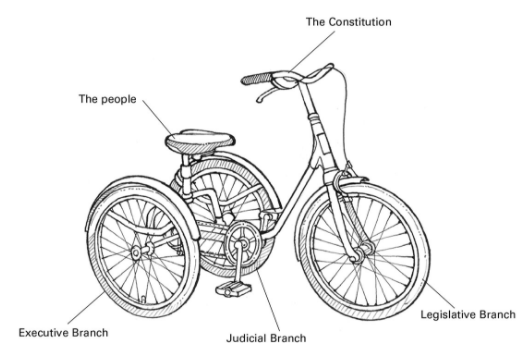 The Constitution
The people
Legislative Branch
Executive Branch
Judicial Branch